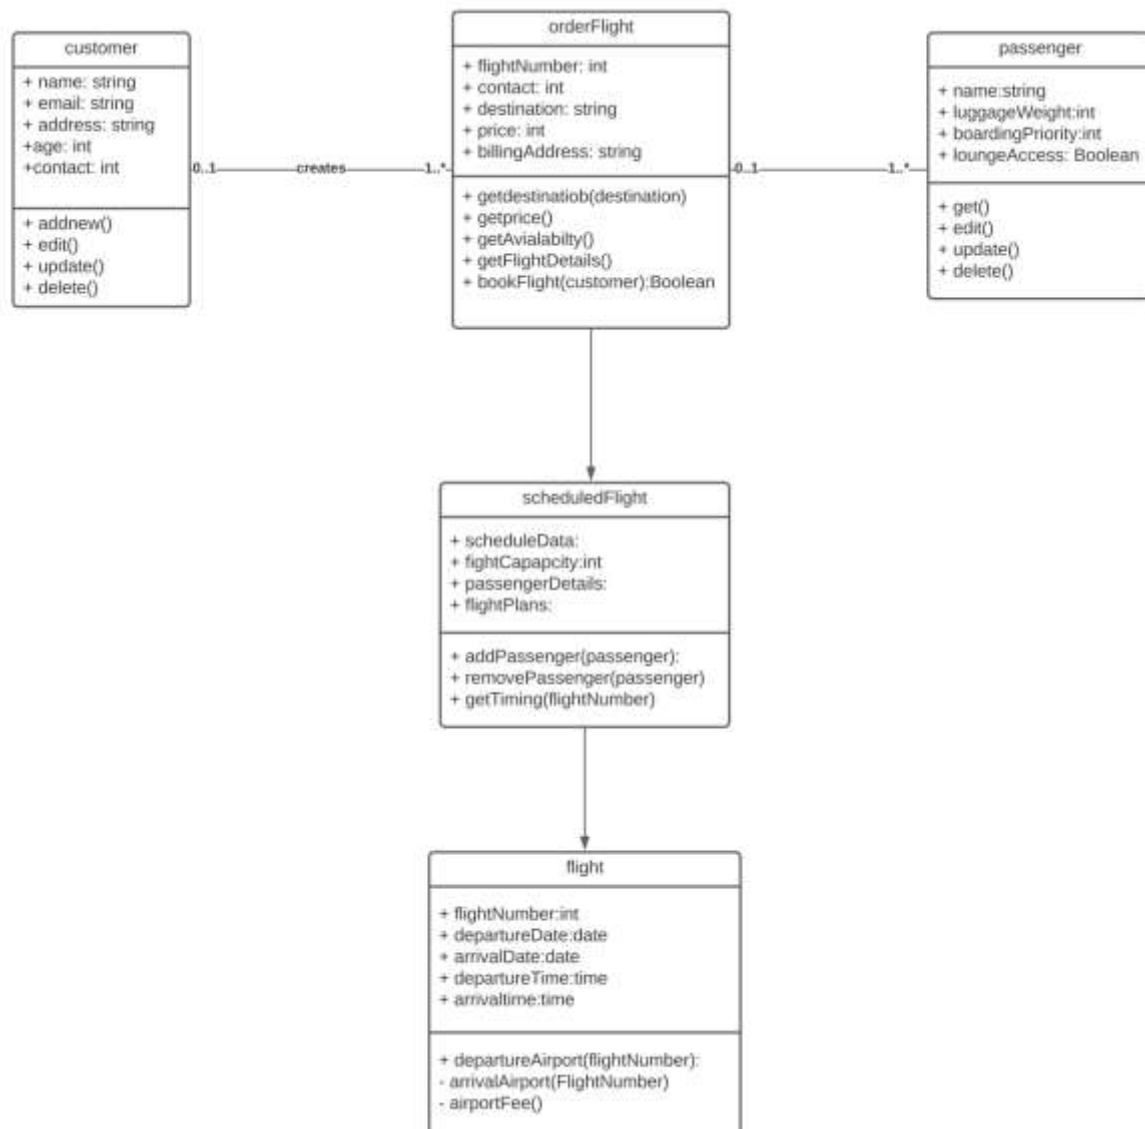 customer
+ name: string
+ email: string
+ address: string
+age: int
+contact: int
+ addnew()
+ edit()
+ update()
+ delete()
0..1
creates
1..*
orderFlight
+ flightNumber: int
+ contact: int
+ destination: string
+ price: int
+ billingAddress: string
+ getdestinatiob(destination)
+ getprice()
+ getAvialabilty()
+ getFlightDetails()
+ bookFlight(customer):Boolean
0..1
1..*
passenger
+ name:string
+ luggageWeight:int
+ boardingPriority:int
+ loungeAccess: Boolean
+ get()
+ edit()
+ update()
+ delete()
scheduledFlight
+ scheduleData:
+ fightCapapcity:int
+ passengerDetails:
+ flightPlans:
+ addPassenger(passenger):
+ removePassenger(passenger)
+ getTiming(flightNumber)
flight
+ flightNumber:int
+ departureDate:date
+ arrivalDate:date
+ departureTime:time
+ arrivaltime:time
+ departureAirport(flightNumber):
- arrivalAirport(FlightNumber)
- airportFee()